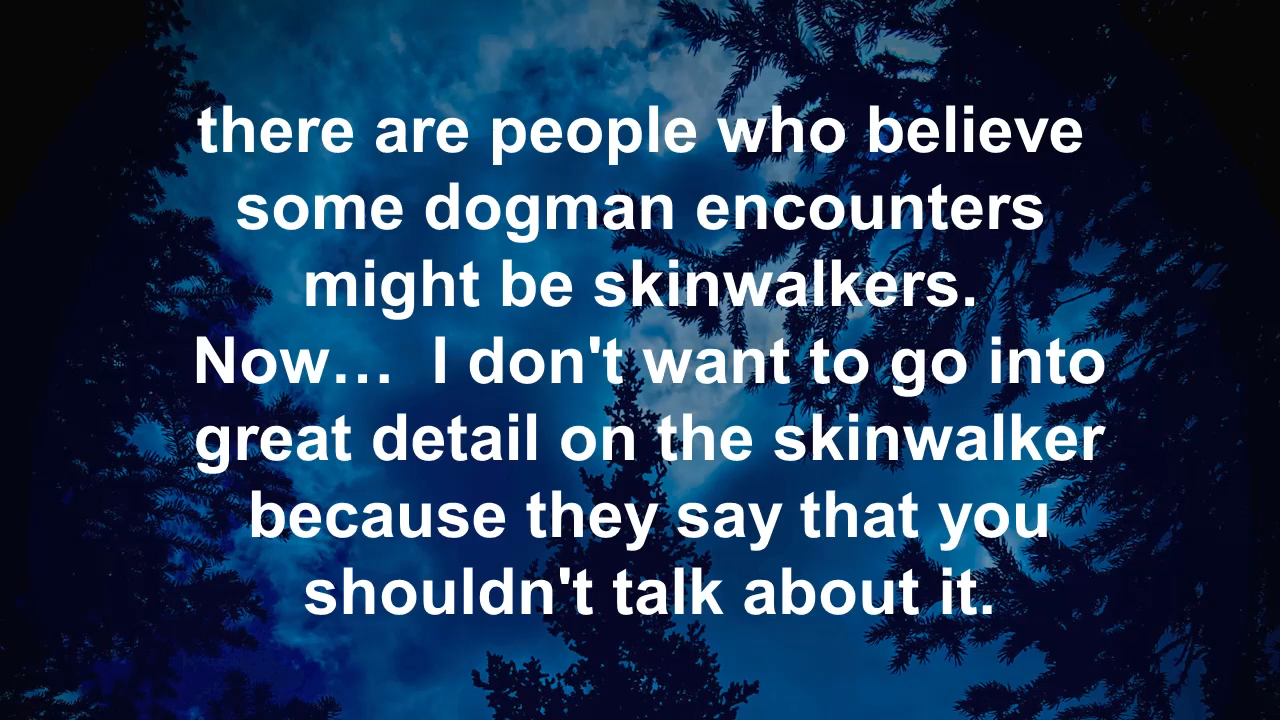 there are people who believe
some dogman encounters
might be skinwalkers.
Now…  I don't want to go into
great detail on the skinwalker
because they say that you
shouldn't talk about it.